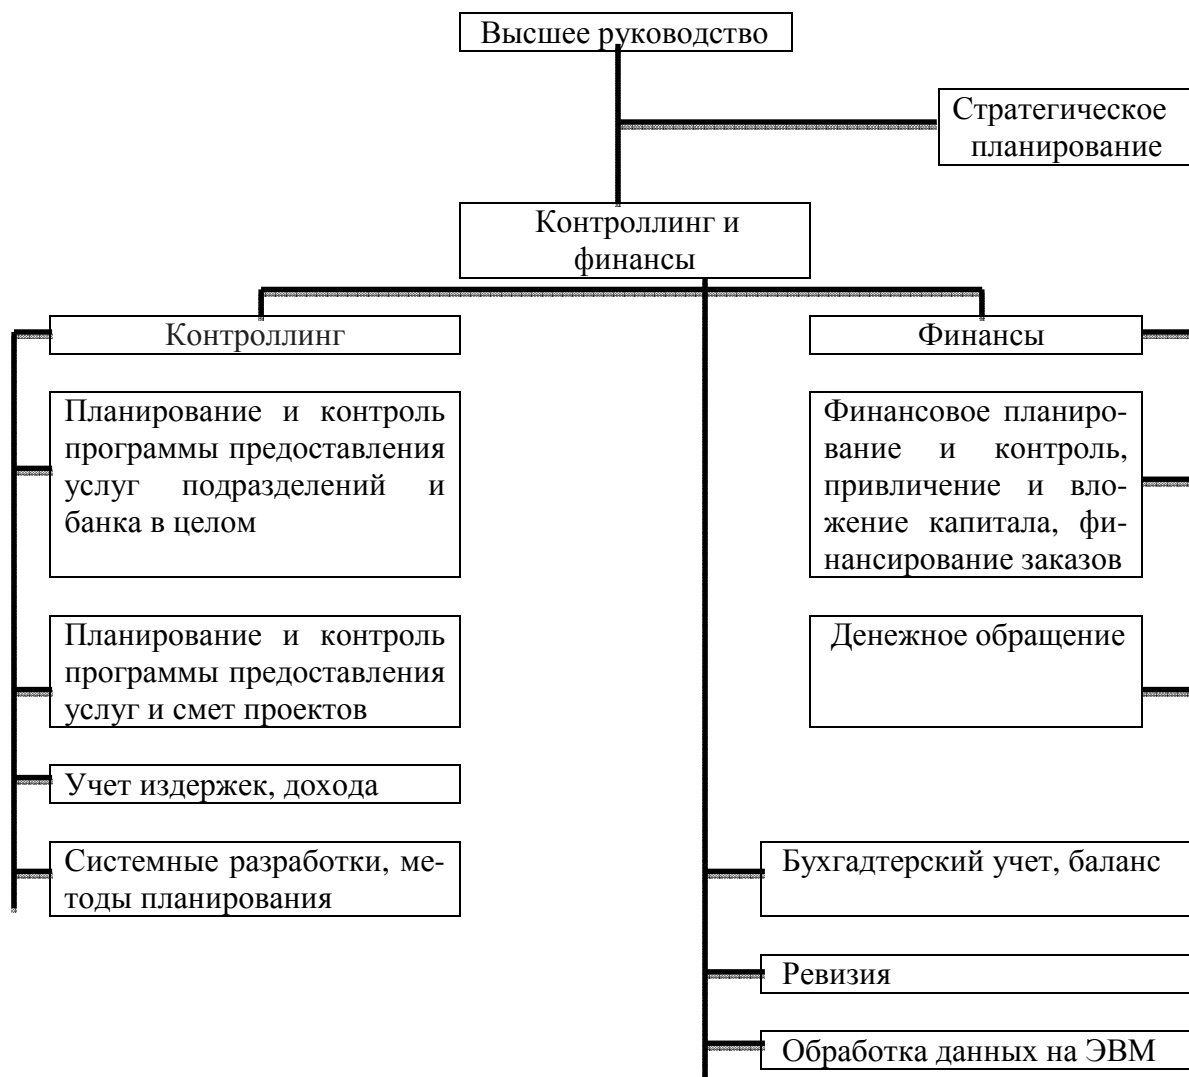 Высшее руководство
Стратегическое
планирование
Контроллинг и
финансы
Контроллинг
Финансы
Планирование и контроль
программы предоставления
услуг подразделений и
банка в целом
Финансовое планиро-
вание и контроль,
привличение и вло-
жение капитала, фи-
нансирование заказов
Планирование и контроль
программы предоставления
услуг и смет проектов
Денежное обращение
Учет издержек, дохода
Системные разработки, ме-
тоды планирования
Бухгадтерский учет, баланс
Ревизия
Обработка данных на ЭВМ